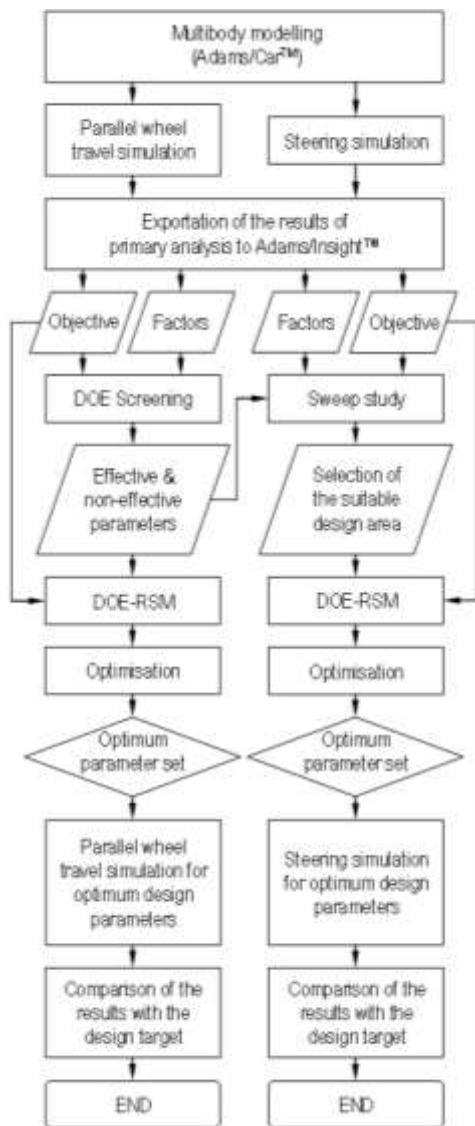 Multibody modelling
(Adams/Car™)
Parallel wheel
travel simulation
Steering simulation
Exportation of the results of
primary analysis to Adams/Insight™
Objective
Factors
Factors
Objective
DOE Screening
Sweep study
Effective &
non-effective
parameters
Selection of
the suitable
design area
DOE-RSM
DOE-RSM
Optimisation
Optimisation
Optimum
parameter set
Optimum
parameter set
Parallel wheel
travel simulation for
optimum design
parameters
Steering simulation
for optimum design
parameters
Comparison of the
results with the
design target
Comparison of the
results with the
design target
END
END